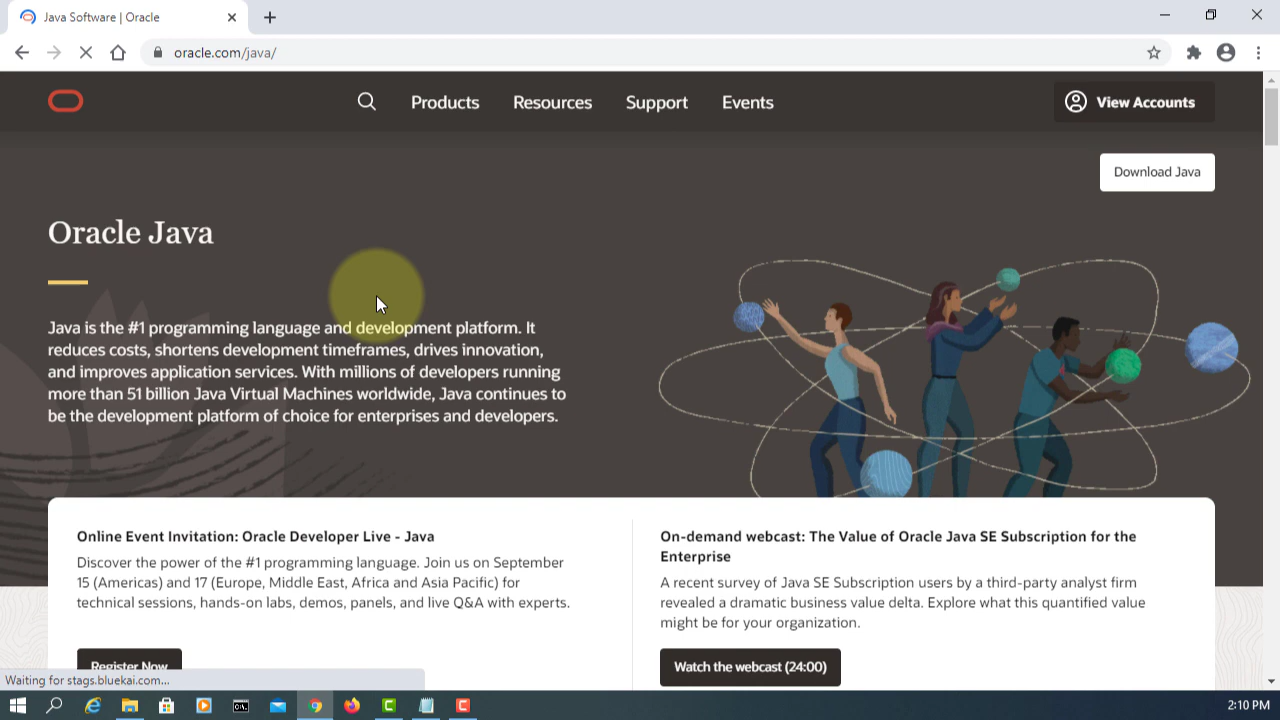 Java Software | Oracle
oracle.com/java/
Products Resources Support Events View Accounts
Download Java
Oracle Java
Java is the #1 programming language and development platform. It
reduces costs, shortens development timeframes, drives innovation,
and improves application services. With millions of developers running
more than 51 billion Java Virtual Machines worldwide, Java continues to
be the development platform of choice for enterprises and developers.
Online Event Invitation: Oracle Developer Live - Java
Discover the power of the #1 programming language. Join us on September
15 (Americas) and 17 (Europe, Middle East, Africa and Asia Pacific) for
technical sessions, hands-on labs, demos, panels, and live Q&A with experts.
Register Now
On-demand webcast: The Value of Oracle Java SE Subscription for the
Enterprise
A recent survey of Java SE Subscription users by a third-party analyst firm
revealed a dramatic business value delta. Explore what this quantified value
might be for your organization.
Watch the webcast (24:00)
Waiting for stags.bluekai.com...
2:10 PM